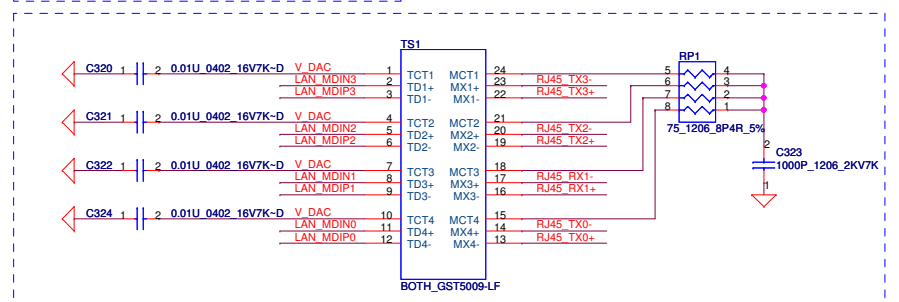 TS1
C320 1 2 0.01U_0402_16V7K~D V_DAC 1 TCT1 MCT1 24
LAN_MDIN3 2 TD1+ MX1+ 23 RJ45_TX3-
LAN_MDIP3 3 TD1- MX1- 22 RJ45_TX3+
C321 1 2 0.01U_0402_16V7K~D V_DAC 4 TCT2 MCT2 21
LAN_MDIN2 5 TD2+ MX2+ 20 RJ45_TX2-
LAN_MDIP2 6 TD2- MX2- 19 RJ45_TX2+
C322 1 2 0.01U_0402_16V7K~D V_DAC 7 TCT3 MCT3 18
LAN_MDIN1 8 TD3+ MX3+ 17 RJ45_RX1-
LAN_MDIP1 9 TD3- MX3- 16 RJ45_RX1+
C324 1 2 0.01U_0402_16V7K~D V_DAC 10 TCT4 MCT4 15
LAN_MDIN0 11 TD4+ MX4+ 14 RJ45_TX0-
LAN_MDIP0 12 TD4- MX4- 13 RJ45_TX0+
BOTH_GST5009-LF
RP1
5 4
6 3
7 2
8 1
75_1206_8P4R_5%
2
C323
1000P_1206_2KV7K
1